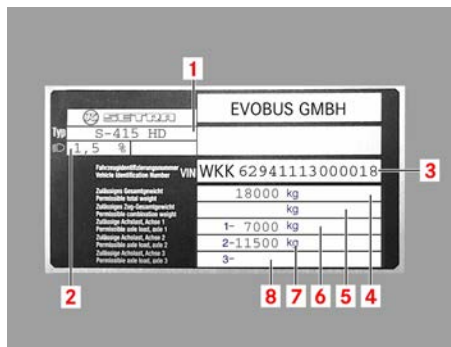 1
SETRA
EVOBUS GMBH
Typ S-415 HD
1,5 %
Fahrzeugidentifizierungsnummer
Vehicle Identification Number VIN WKK 62941113000018 3
Zulässiges Gesamtgewicht 18000 kg
Permissible total weight
Zulässiges Zug-Gesamtgewicht kg
Permissible combination weight
Zulässige Achslast, Achse 1 1- 7000 kg
Permissible axle load, axle 1
Zulässige Achslast, Achse 2 2-11500 kg
Permissible axle load, axle 2
Zulässige Achslast, Achse 3 3-
Permissible axle load, axle 3
2 8 7 6 5 4